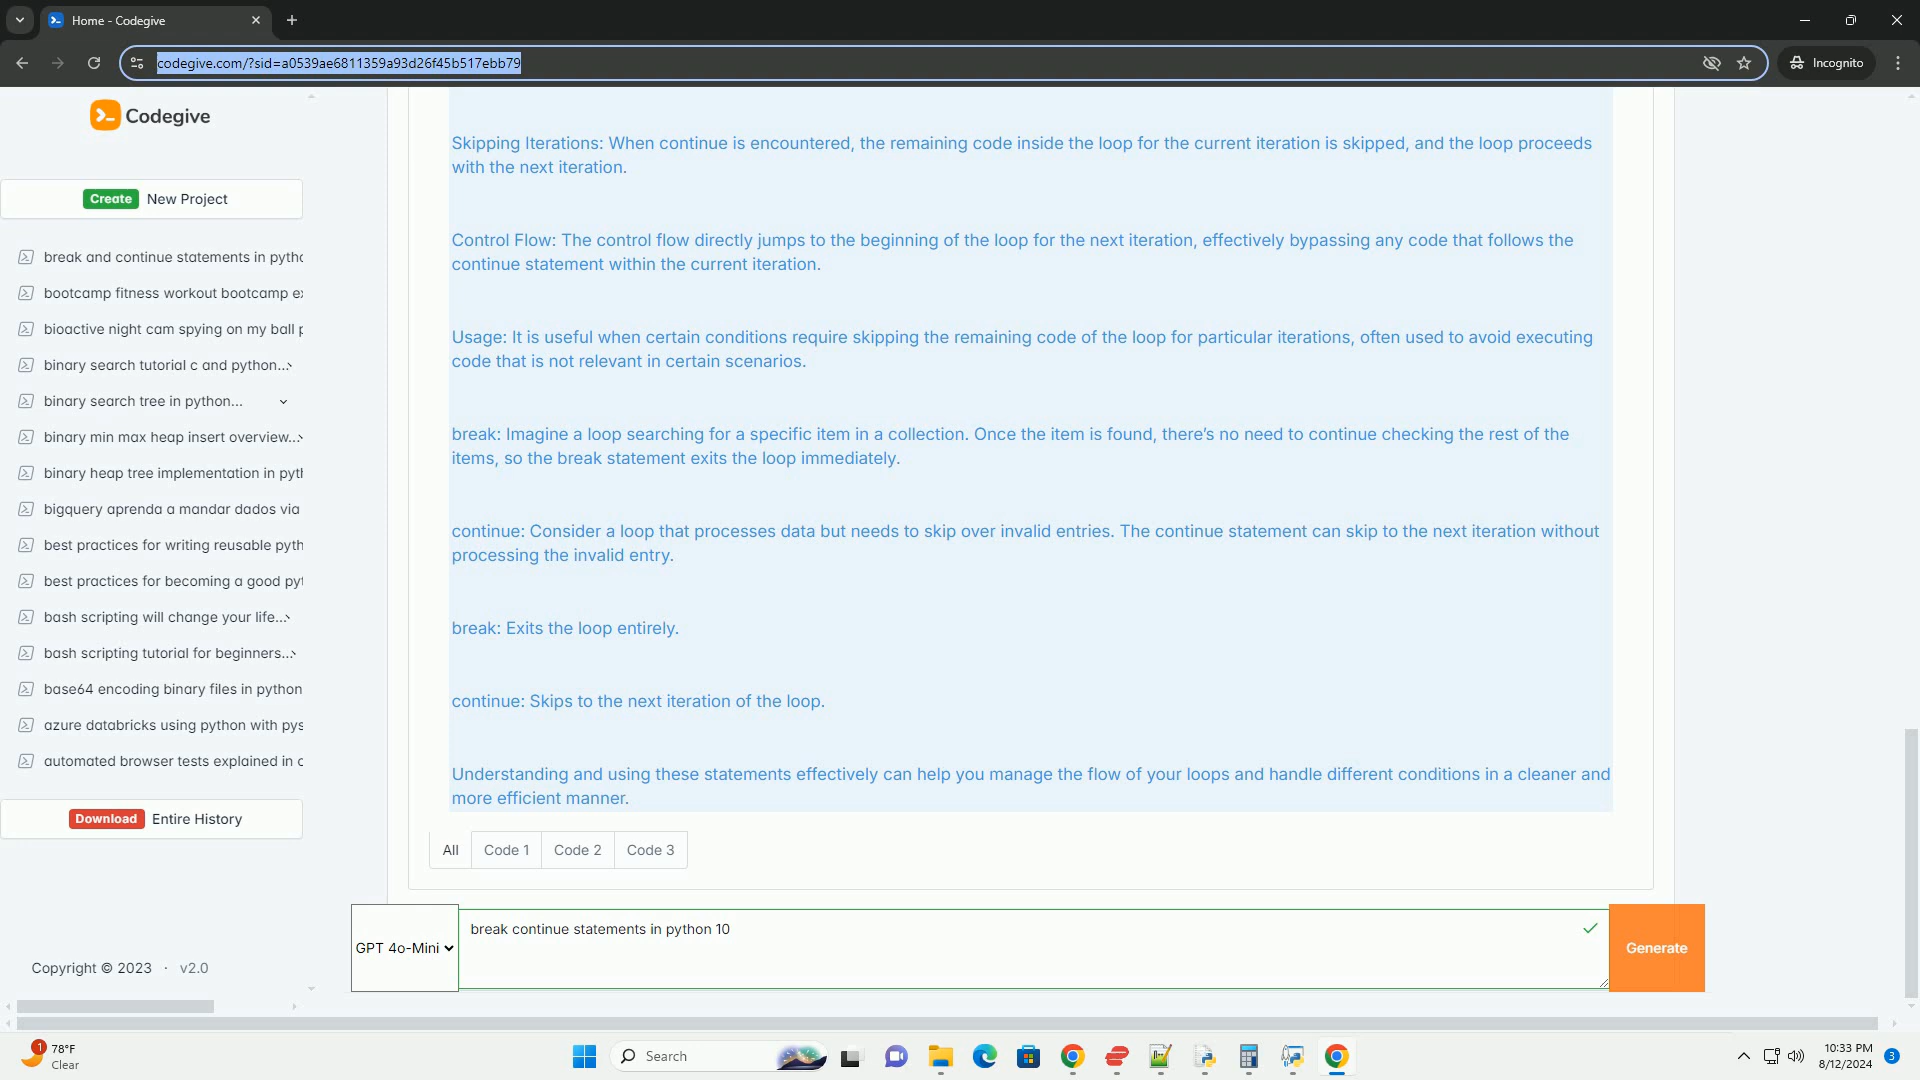 Home - Codegive
codegive.com/?sid=a0539ae6811359a93d26f45b517ebb79
Incognito
Codegive
Create New Project
break and continue statements in pytho
bootcamp fitness workout bootcamp ex
bioactive night cam spying on my ball p
binary search tutorial c and python...
binary search tree in python...
binary min max heap insert overview...
binary heap tree implementation in pyth
bigquery aprenda a mandar dados via
best practices for writing reusable pyth
best practices for becoming a good pyt
bash scripting will change your life...
bash scripting tutorial for beginners...
base64 encoding binary files in python
azure databricks using python with pys
automated browser tests explained in c
Download Entire History
Copyright © 2023 · v2.0
Skipping Iterations: When continue is encountered, the remaining code inside the loop for the current iteration is skipped, and the loop proceeds
with the next iteration.
Control Flow: The control flow directly jumps to the beginning of the loop for the next iteration, effectively bypassing any code that follows the
continue statement within the current iteration.
Usage: It is useful when certain conditions require skipping the remaining code of the loop for particular iterations, often used to avoid executing
code that is not relevant in certain scenarios.
break: Imagine a loop searching for a specific item in a collection. Once the item is found, there’s no need to continue checking the rest of the
items, so the break statement exits the loop immediately.
continue: Consider a loop that processes data but needs to skip over invalid entries. The continue statement can skip to the next iteration without
processing the invalid entry.
break: Exits the loop entirely.
continue: Skips to the next iteration of the loop.
Understanding and using these statements effectively can help you manage the flow of your loops and handle different conditions in a cleaner and
more efficient manner.
All Code 1 Code 2 Code 3
GPT 4o-Mini
break continue statements in python 10
Generate
1
78°F
Clear
Search
10:33 PM
8/12/2024
3